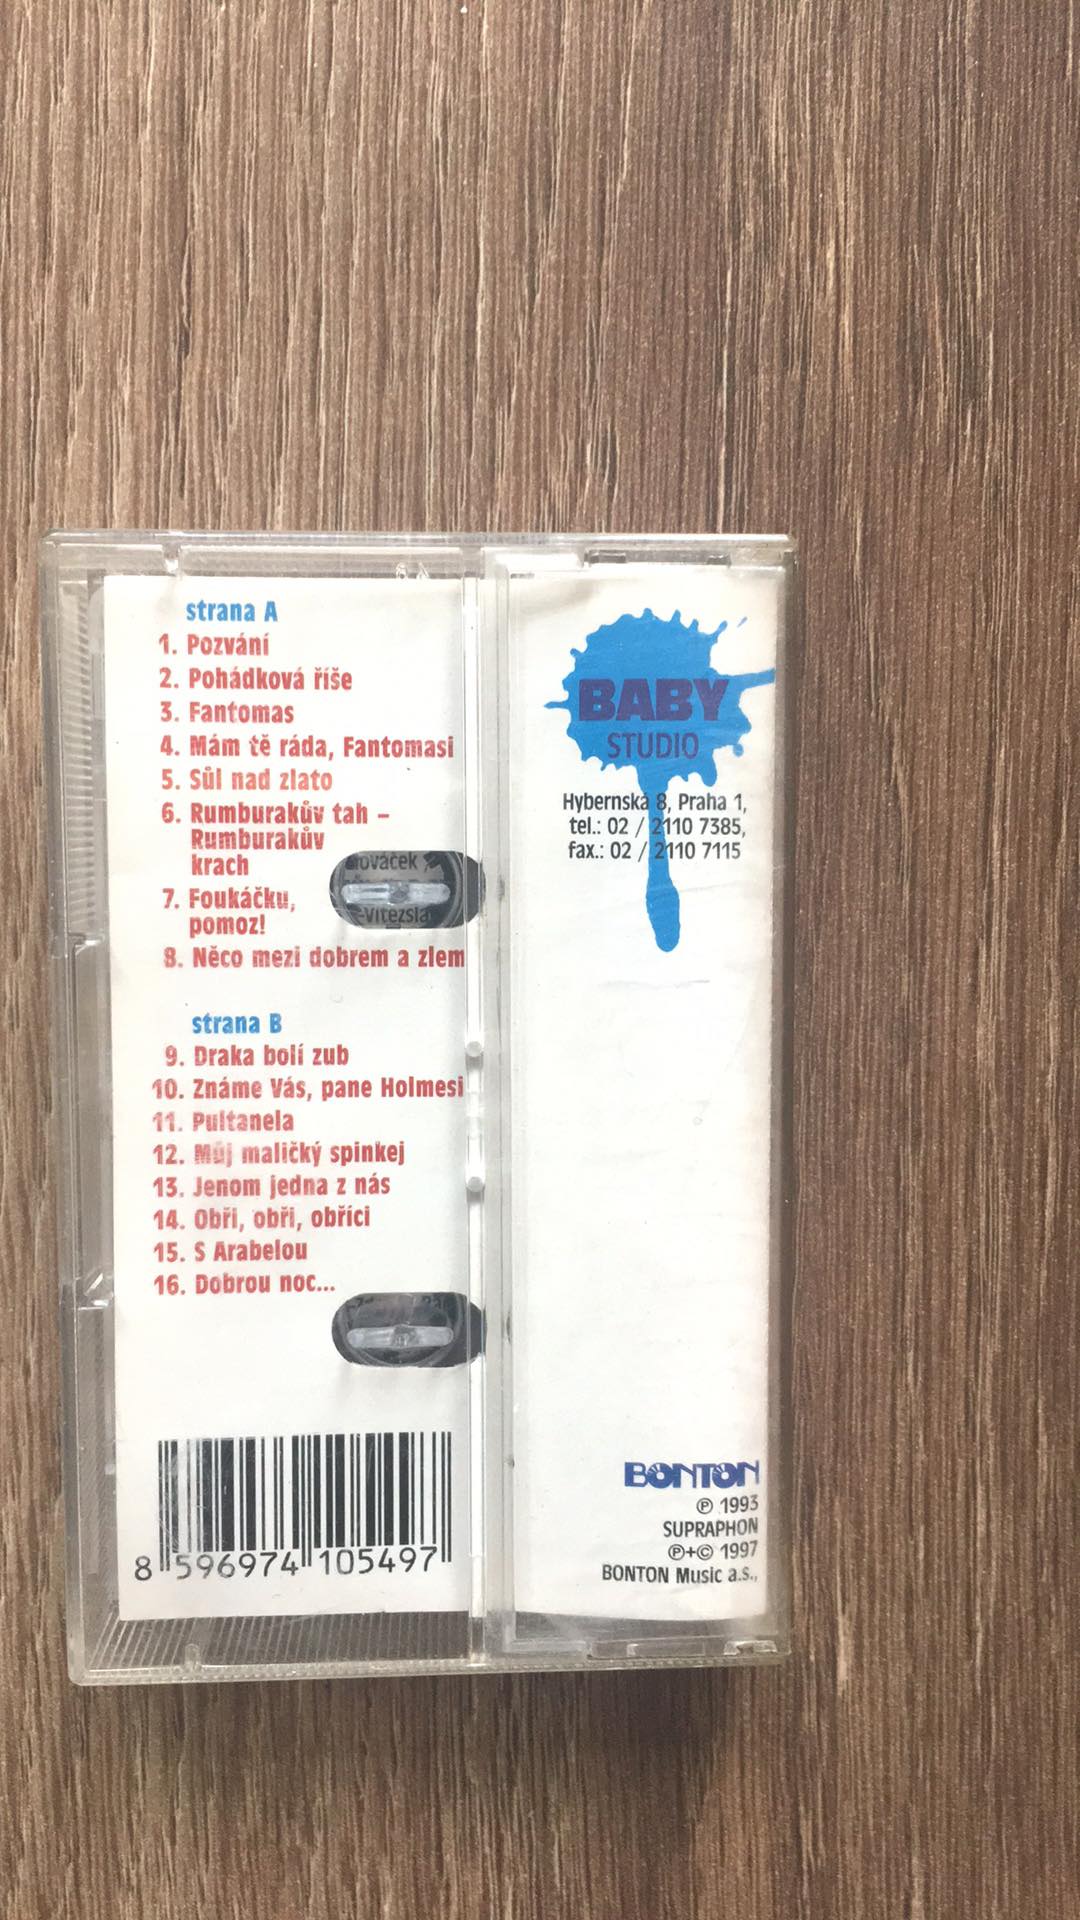 strana A
1. Pozvání
2. Pohádková říše
3. Fantomas
4. Mám tě ráda, Fantomasi
5. Sůl nad zlato
6. Rumburakův tah –
Rumburakův
krach
7. Foukáčku,
pomoz!
8. Něco mezi dobrem a zlem
strana B
9. Draka bolí zub
10. Známe Vás, pane Holmesi
11. Pultanela
12. Můj maličký spinkej
13. Jenom jedna z nás
14. Obři, obři, obříci
15. S Arabelou
16. Dobrou noc...
8 596974 105497
BABY
STUDIO
Hybernská 8, Praha 1,
tel.: 02 / 2110 7385,
fax.: 02 / 2110 7115
BONTON
℗ 1993
SUPRAPHON
℗+© 1997
BONTON Music a.s.,